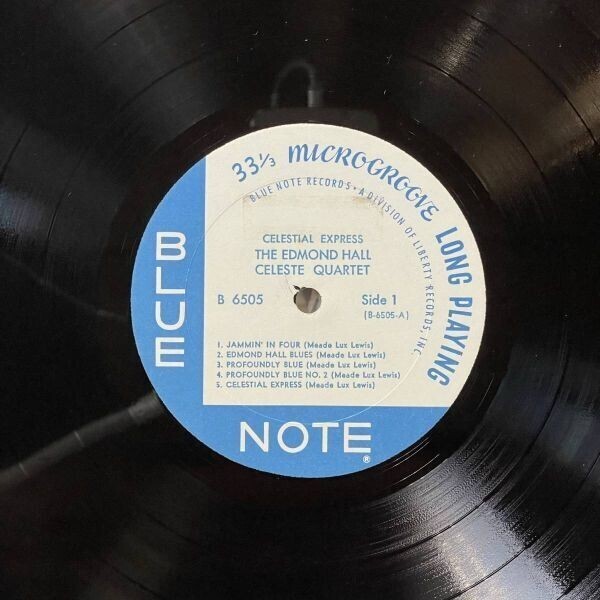 33⅓ MICROGROOVE LONG PLAYING
BLUE NOTE RECORDS • A DIVISION OF LIBERTY RECORDS, INC.
CELESTIAL EXPRESS
THE EDMOND HALL
CELESTE QUARTET
B 6505 Side 1
(B-6505-A)
1. JAMMIN' IN FOUR (Meade Lux Lewis)
2. EDMOND HALL BLUES (Meade Lux Lewis)
3. PROFOUNDLY BLUE (Meade Lux Lewis)
4. PROFOUNDLY BLUE NO. 2 (Meade Lux Lewis)
5. CELESTIAL EXPRESS (Meade Lux Lewis)
BLUE
NOTE®